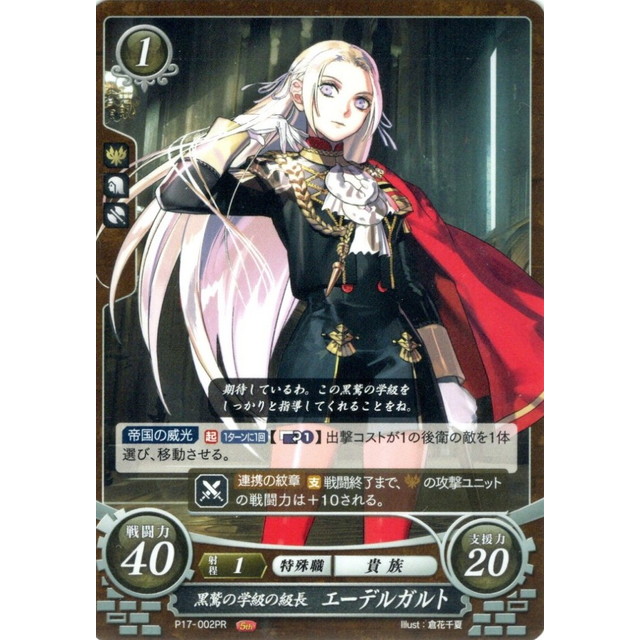 1
期待しているわ。この黒鷲の学級を
しっかりと指導してくれることをね。
帝国の威光 起 1ターンに1回 【 1】 出撃コストが1の後衛の敵を1体
選び、移動させる。
連携の紋章 支 戦闘終了まで、 の攻撃ユニット
の戦闘力は+10される。
戦闘力
40
射程 1 特殊職 貴族
支援力
20
黒鷲の学級の級長 エーデルガルト
P17-002PR 5th Illust:倉花千夏